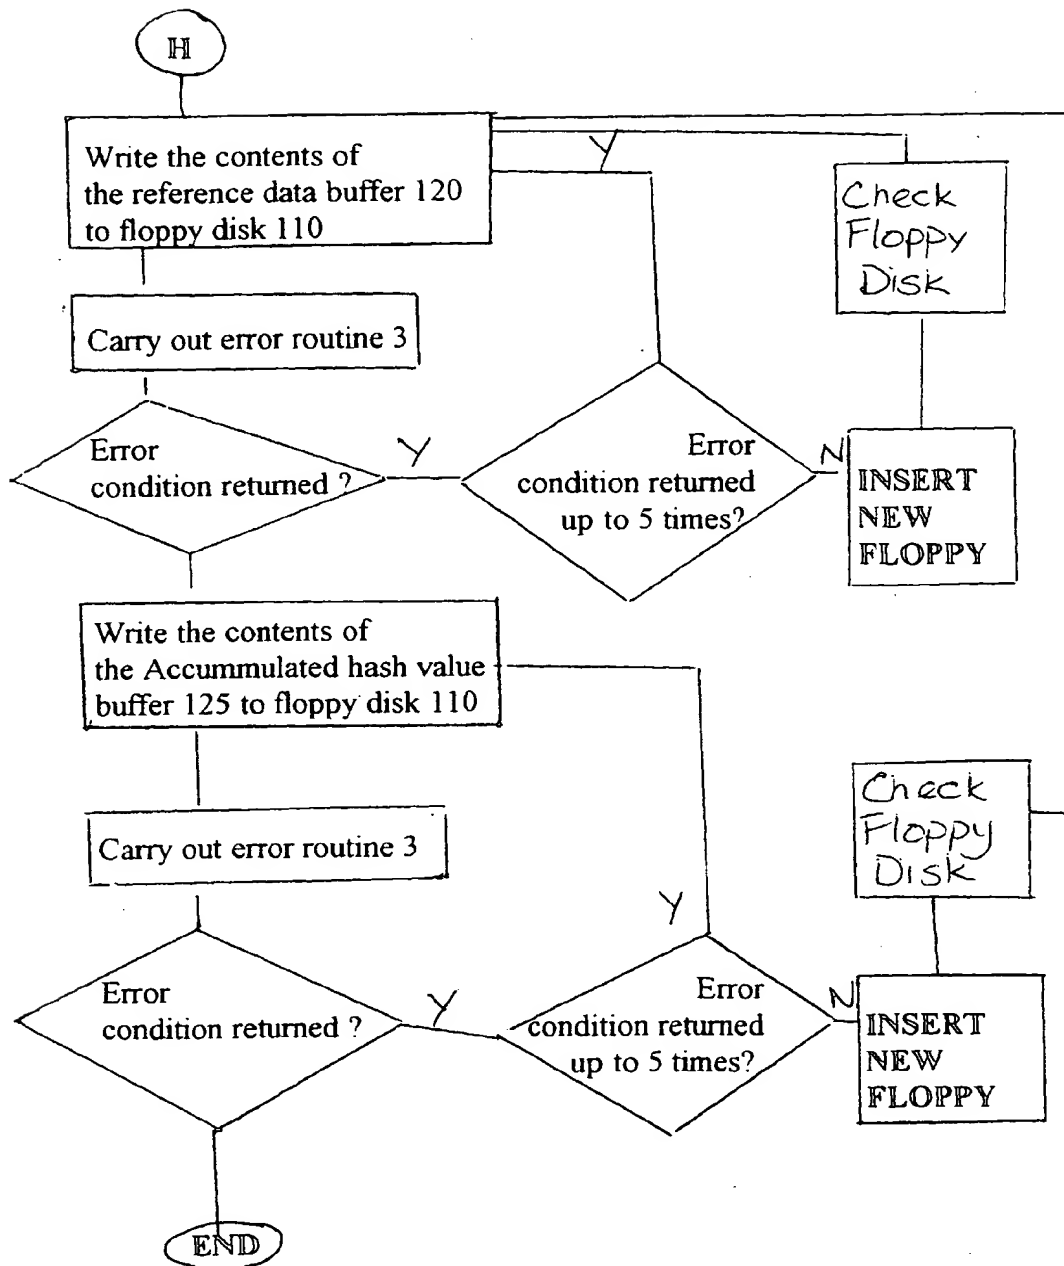 H
Write the contents of
the reference data buffer 120
to floppy disk 110
Y
Check
Floppy
Disk
Carry out error routine 3
Error
condition returned ?
Y
Error
condition returned
up to 5 times?
N
INSERT
NEW
FLOPPY
Write the contents of
the Accummulated hash value
buffer 125 to floppy disk 110
Check
Floppy
Disk
Carry out error routine 3
Y
Error
condition returned ?
Y
Error
condition returned
up to 5 times?
N
INSERT
NEW
FLOPPY
END